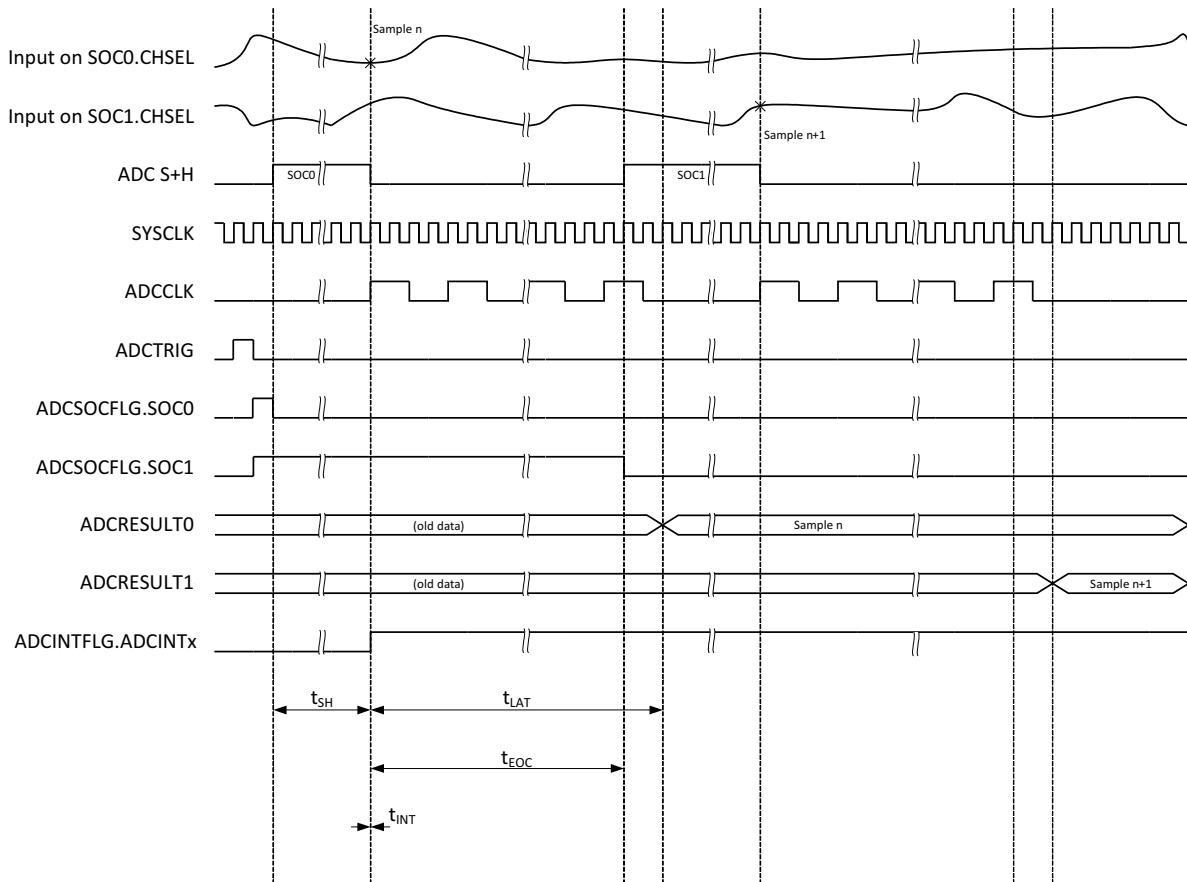 Sample n
Input on SOC0.CHSEL
Input on SOC1.CHSEL
Sample n+1
ADC S+H
SOC0
SOC1
SYSCLK
ADCCLK
ADCTRIG
ADCSOCFLG.SOC0
ADCSOCFLG.SOC1
ADCRESULT0
(old data)
Sample n
ADCRESULT1
(old data)
Sample n+1
ADCINTFLG.ADCINTx
tSH
tLAT
tEOC
tINT